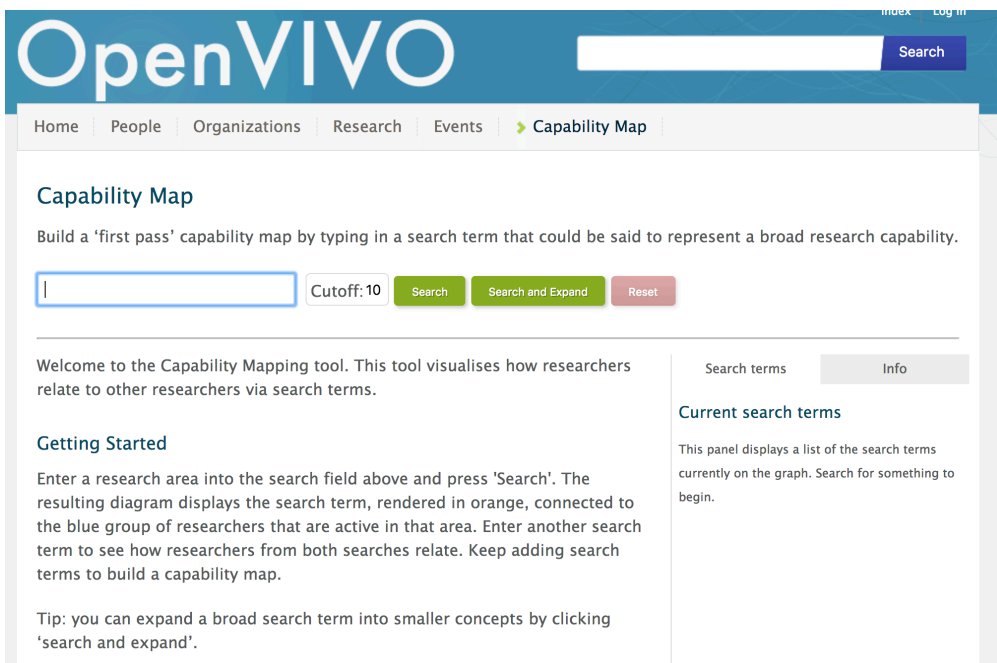 Index Log In
OpenVIVO
Search
Home People Organizations Research Events Capability Map
Capability Map
Build a ‘first pass’ capability map by typing in a search term that could be said to represent a broad research capability.
Cutoff: 10 Search Search and Expand Reset
Welcome to the Capability Mapping tool. This tool visualises how researchers
relate to other researchers via search terms.
Getting Started
Enter a research area into the search field above and press 'Search'. The
resulting diagram displays the search term, rendered in orange, connected to
the blue group of researchers that are active in that area. Enter another search
term to see how researchers from both searches relate. Keep adding search
terms to build a capability map.
Tip: you can expand a broad search term into smaller concepts by clicking
‘search and expand’.
Search terms Info
Current search terms
This panel displays a list of the search terms
currently on the graph. Search for something to
begin.